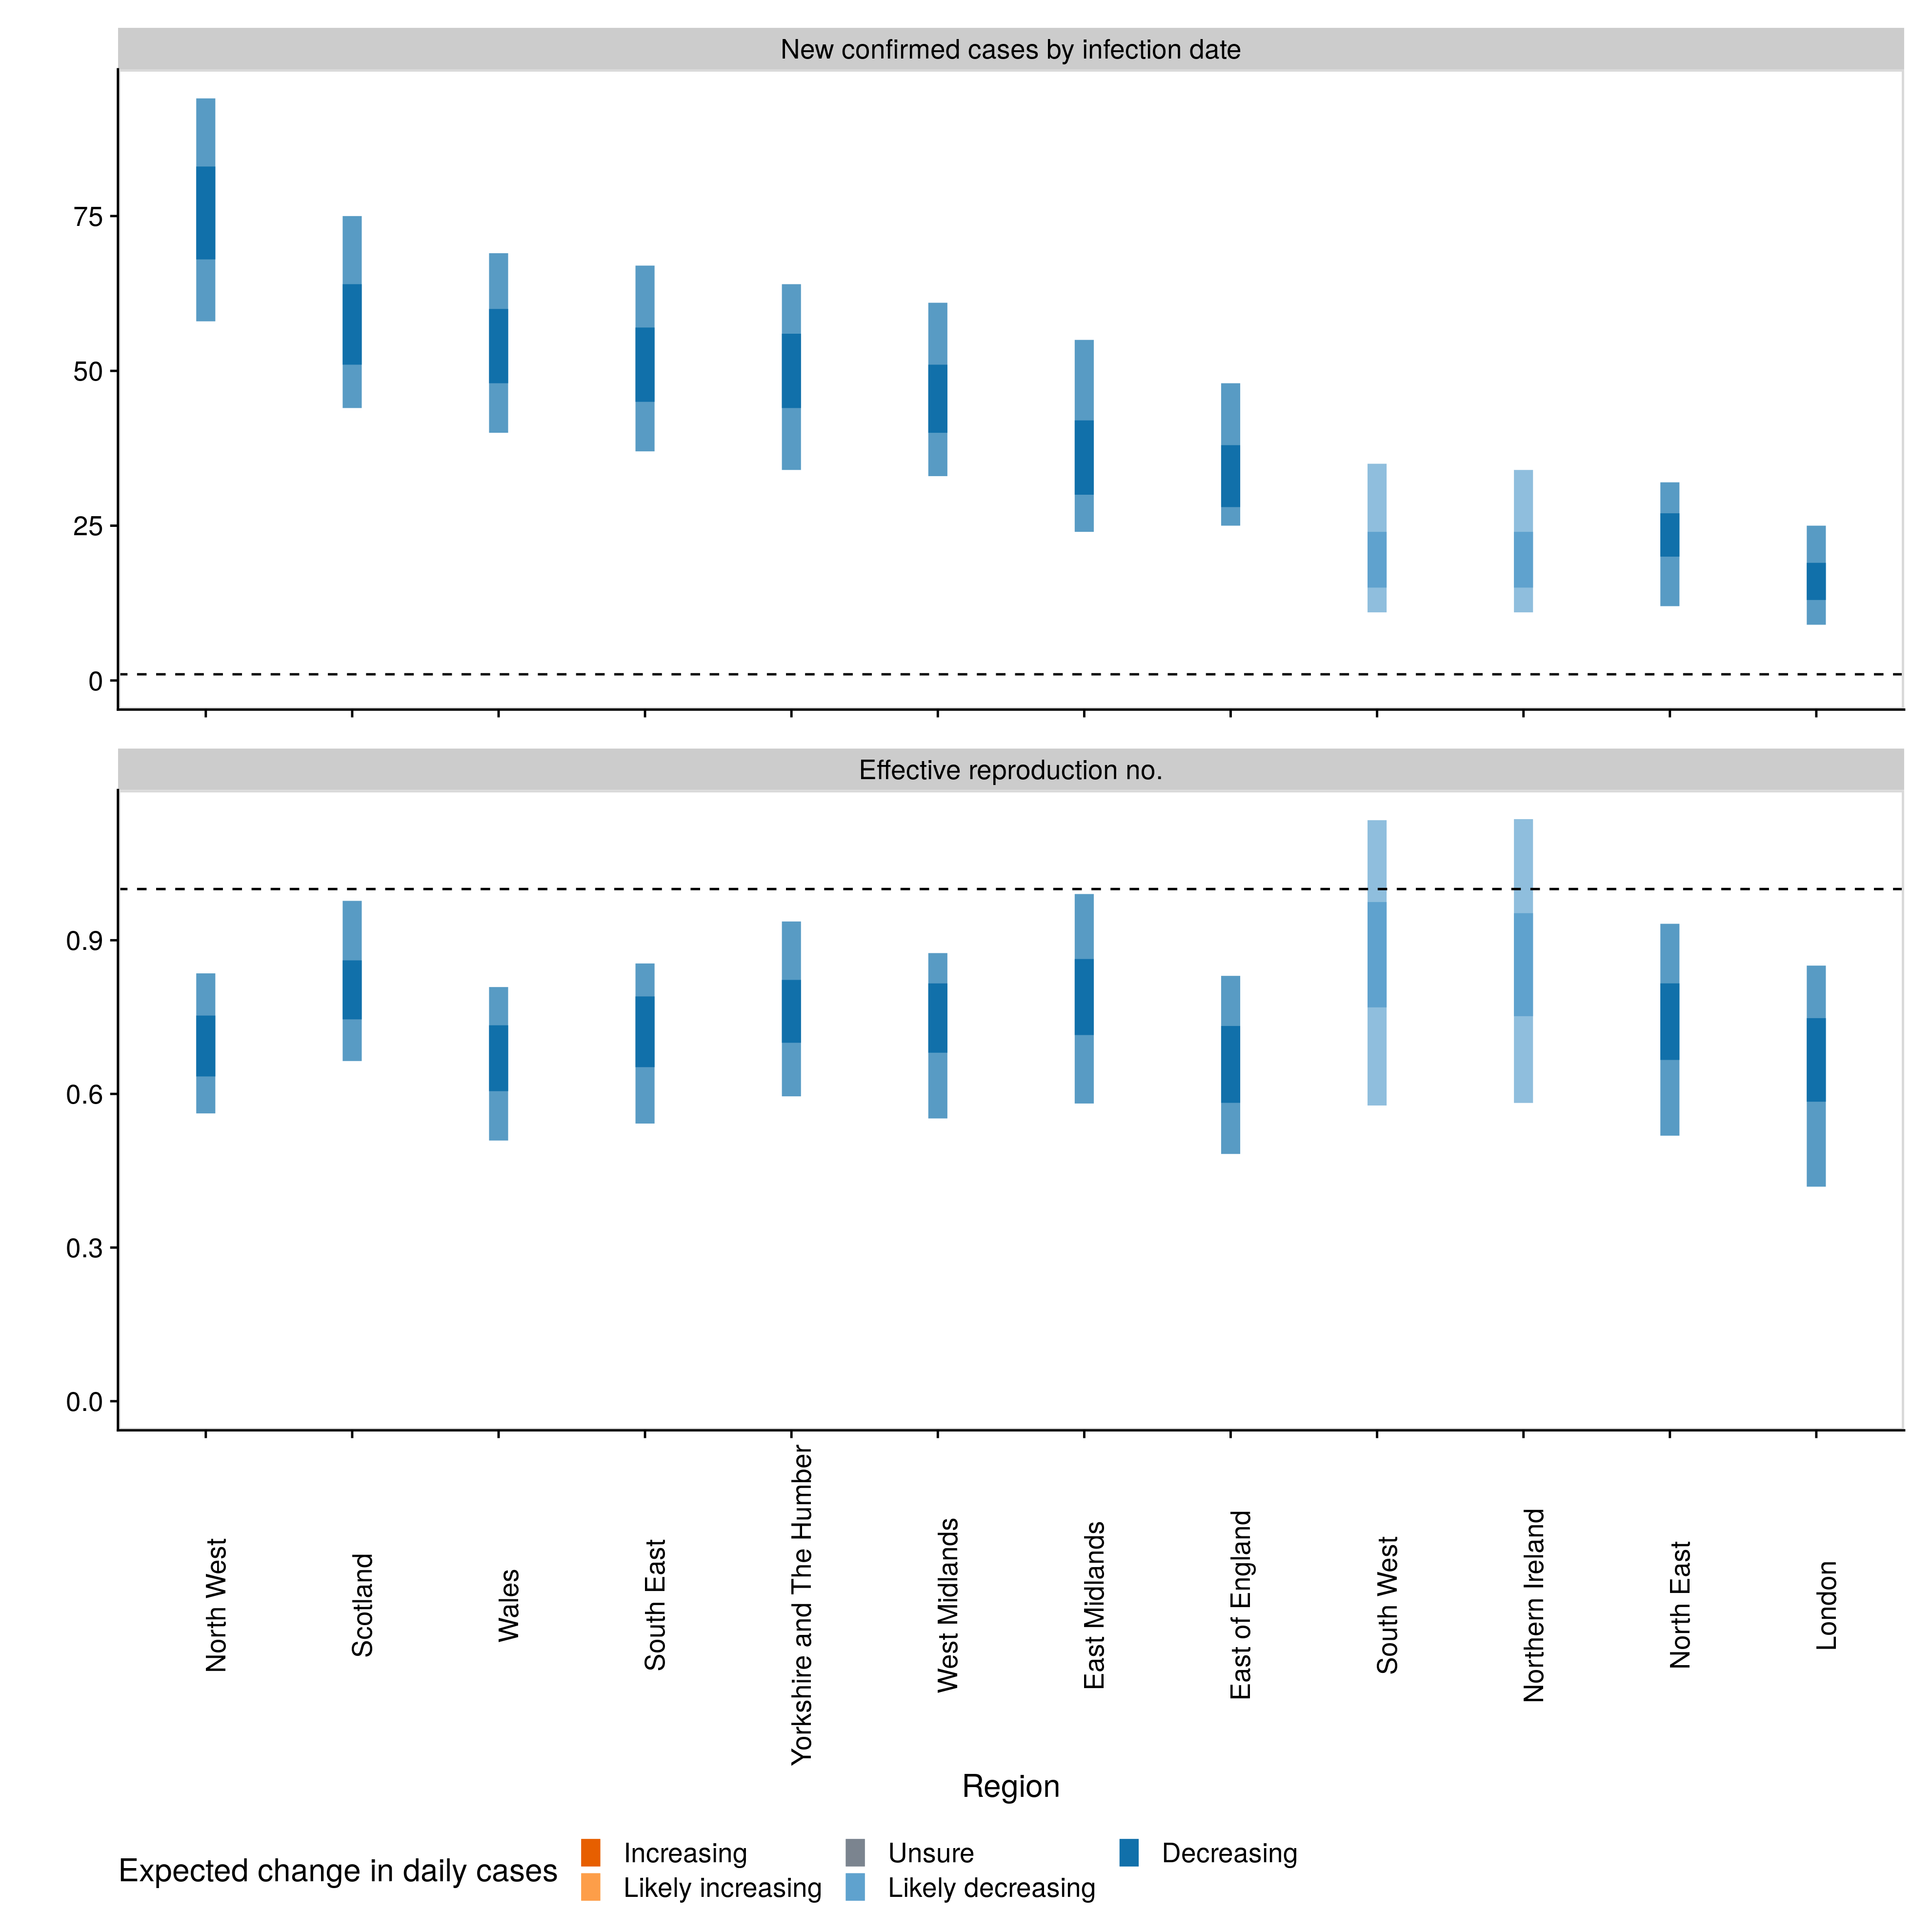 New confirmed cases by infection date
75
50
25
0
Effective reproduction no.
0.9
0.6
0.3
0.0
North West
Scotland
Wales
South East
Yorkshire and The Humber
West Midlands
East Midlands
East of England
South West
Northern Ireland
North East
London
Region
Expected change in daily cases
Increasing
Likely increasing
Unsure
Likely decreasing
Decreasing